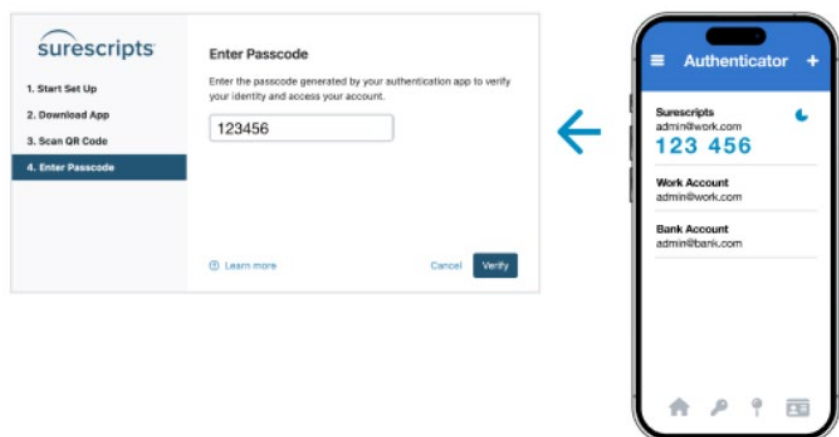 surescripts
1. Start Set Up
2. Download App
3. Scan QR Code
4. Enter Passcode
Enter Passcode
Enter the passcode generated by your authentication app to verify
your identity and access your account.
123456
Learn more
Cancel
Verify
Authenticator
Surescripts
admin@work.com
123 456
Work Account
admin@work.com
Bank Account
admin@bank.com